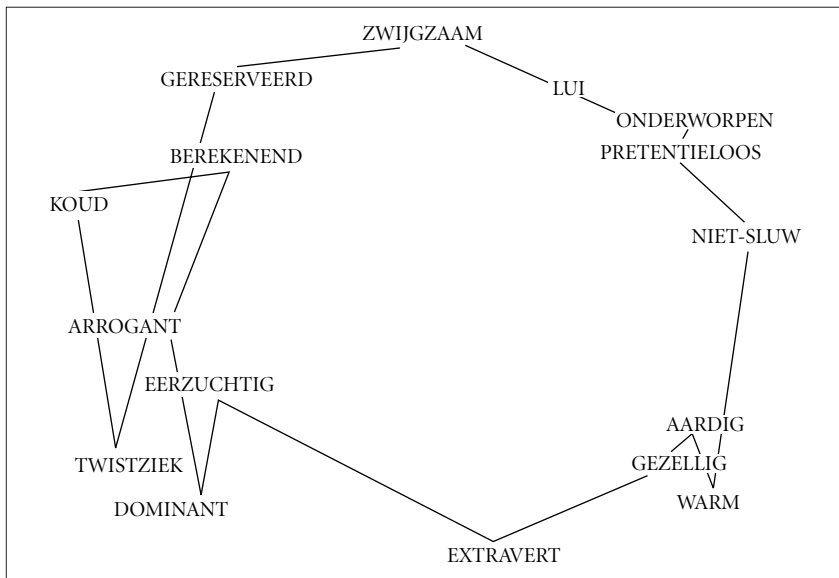 ZWIJGZAAM
GERESERVEERD
LUI
ONDERWORPEN
BEREKENEND
PRETENTIELOOS
KOUD
NIET-SLUW
ARROGANT
EERZUCHTIG
AARDIG
TWISTZIEK
GEZELLIG
DOMINANT
WARM
EXTRAVERT